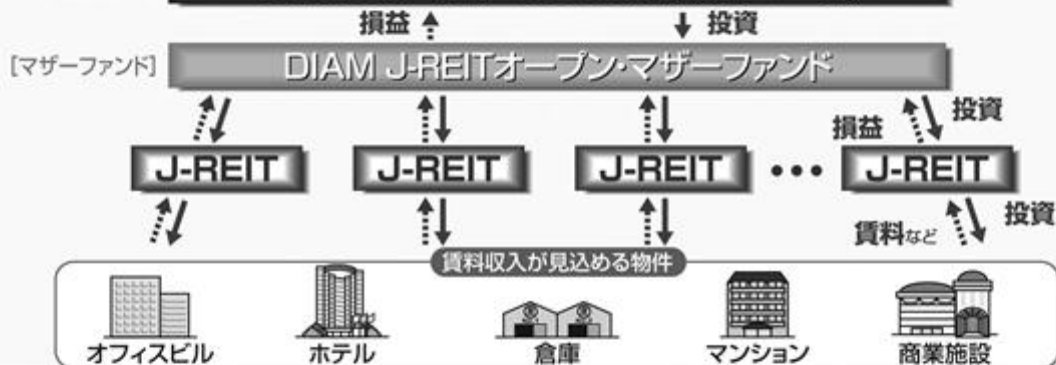 損益 投資
[マザーファンド] DIAM J-REITオープン・マザーファンド
損益 投資
J-REIT J-REIT J-REIT ••• J-REIT
賃料など 投資
賃料収入が見込める物件
オフィスビル ホテル 倉庫 マンション 商業施設